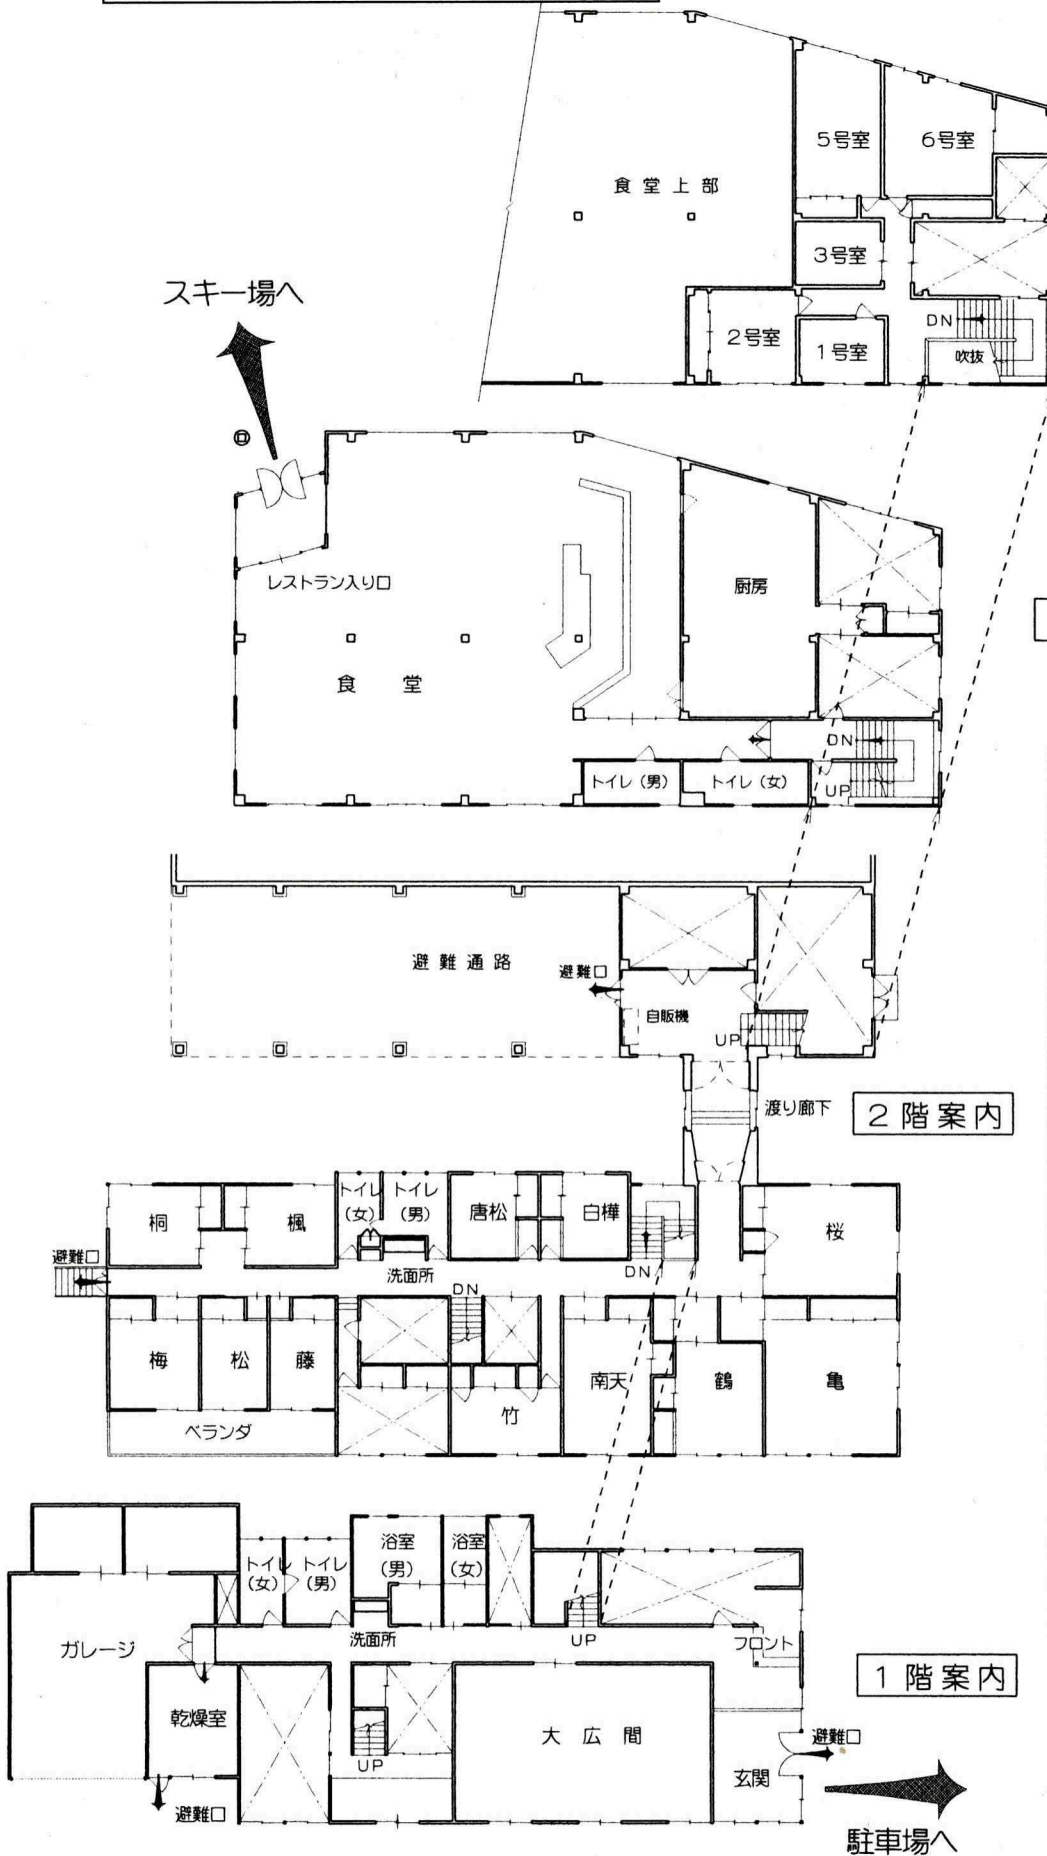 5号室
6号室
食堂上部
3号室
スキー場へ
2号室
1号室
DN
吹抜
レストラン入り口
厨房
食堂
DN
トイレ(男)
トイレ(女)
UP
避難通路
避難口
自販機
UP
渡り廊下
2階案内
桐
楓
トイレ
(女)
トイレ
(男)
唐松
白樺
桜
避難口
洗面所
DN
DN
梅
松
藤
竹
南天
鶴
亀
ベランダ
トイレ
(女)
トイレ
(男)
浴室
(男)
浴室
(女)
ガレージ
洗面所
UP
フロント
1階案内
乾燥室
UP
大広間
避難口
玄関
避難口
駐車場へ